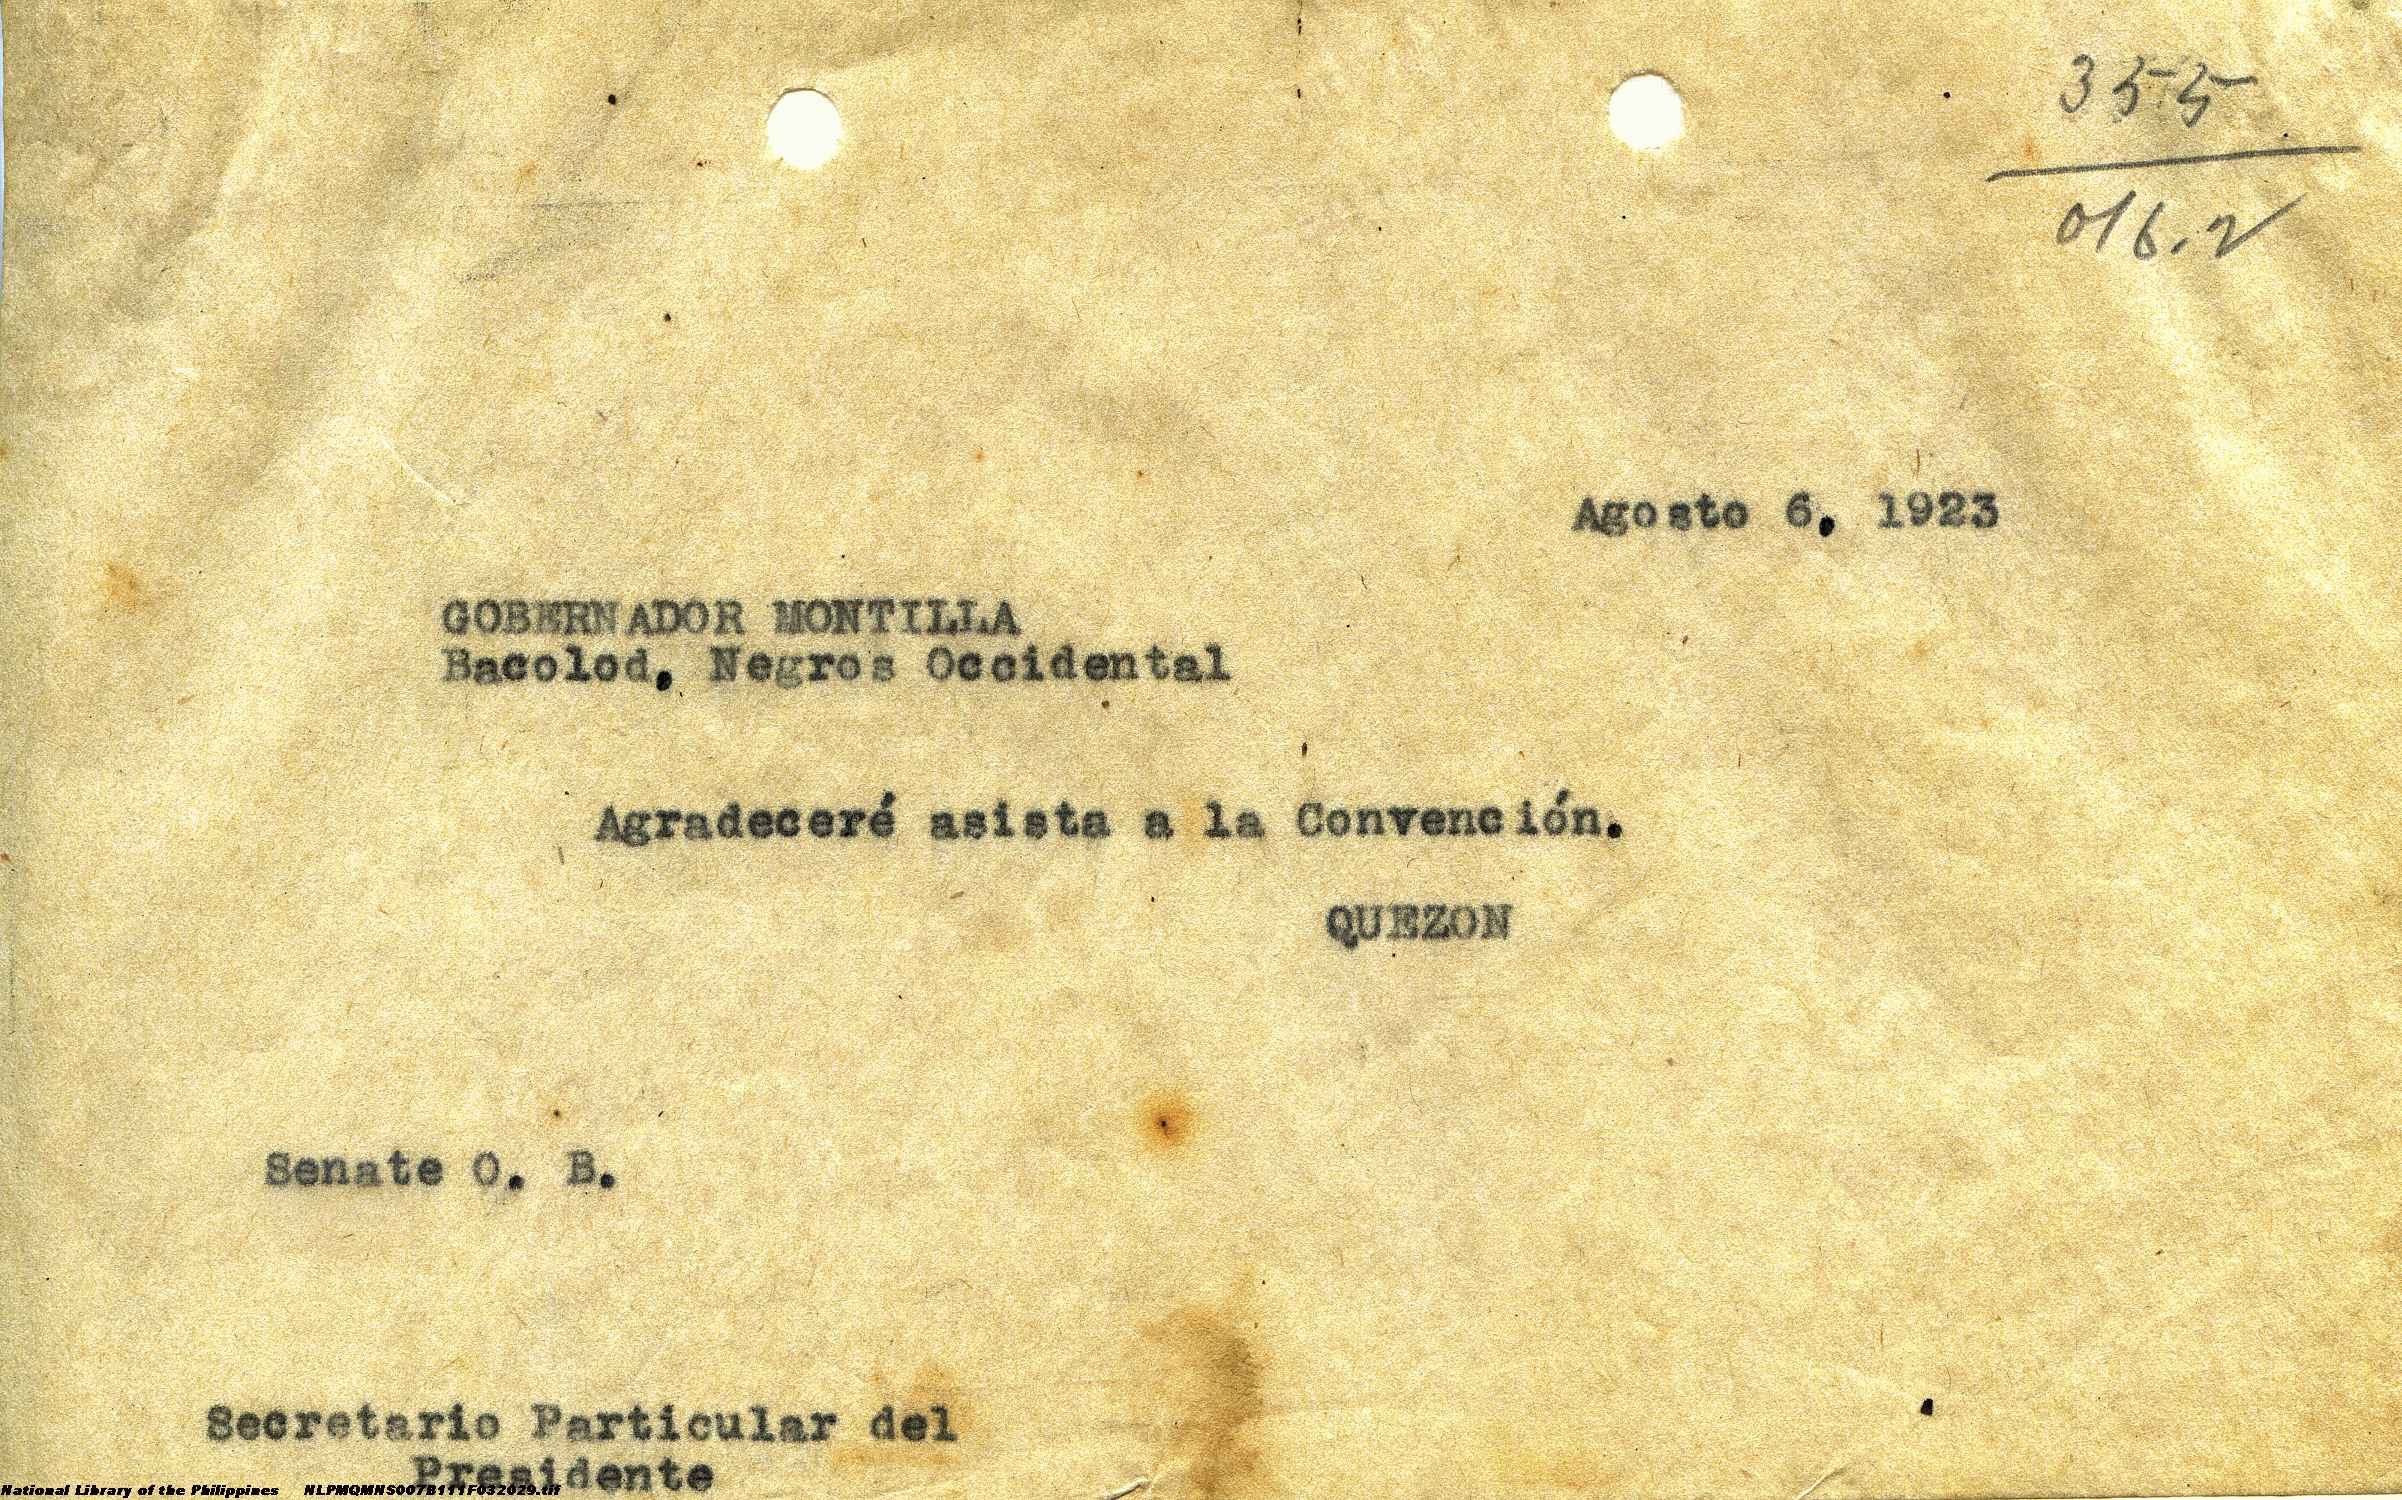 355
016.2
Agosto 6, 1923
GOBERNADOR MONTILLA
Bacolod, Negros Occidental
Agradeceré asista a la Convención.
QUEZON
Senate O. B.
Secretario Particular del
Presidente
National Library of the Philippines NLPMQMNS007B111F032029.tif